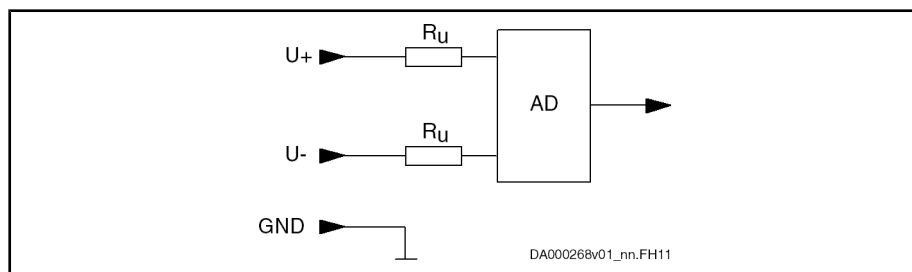 Ru
U+
AD
Ru
U-
GND
DA000268v01_nn.FH11